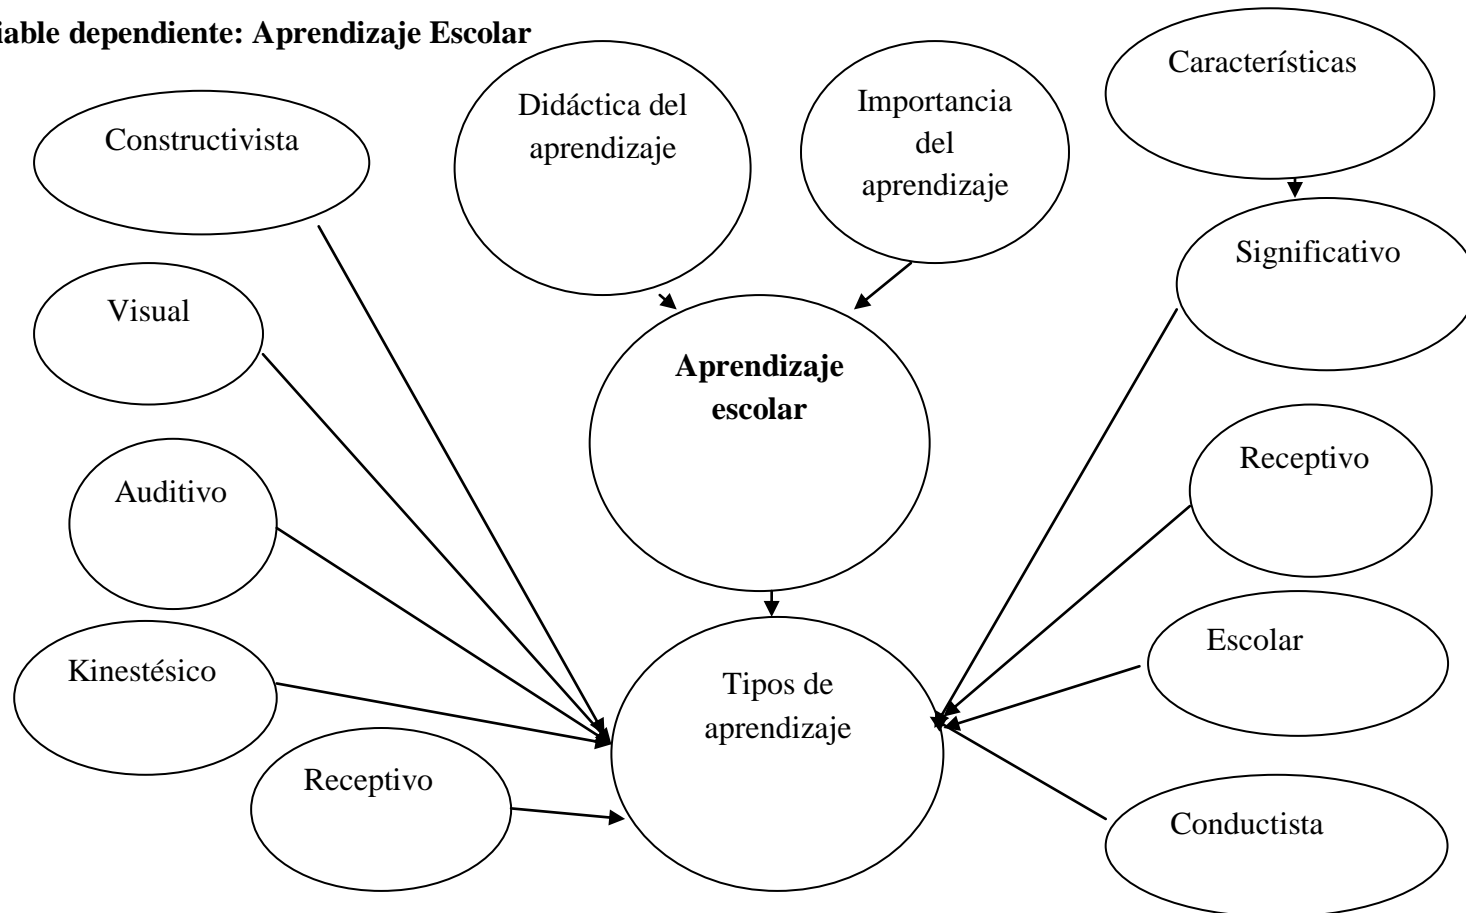 iable dependiente: Aprendizaje Escolar
Características
Didáctica del
aprendizaje
Importancia
del
aprendizaje
Constructivista
Significativo
Visual
Aprendizaje
escolar
Receptivo
Auditivo
Escolar
Kinestésico
Tipos de
aprendizaje
Receptivo
Conductista